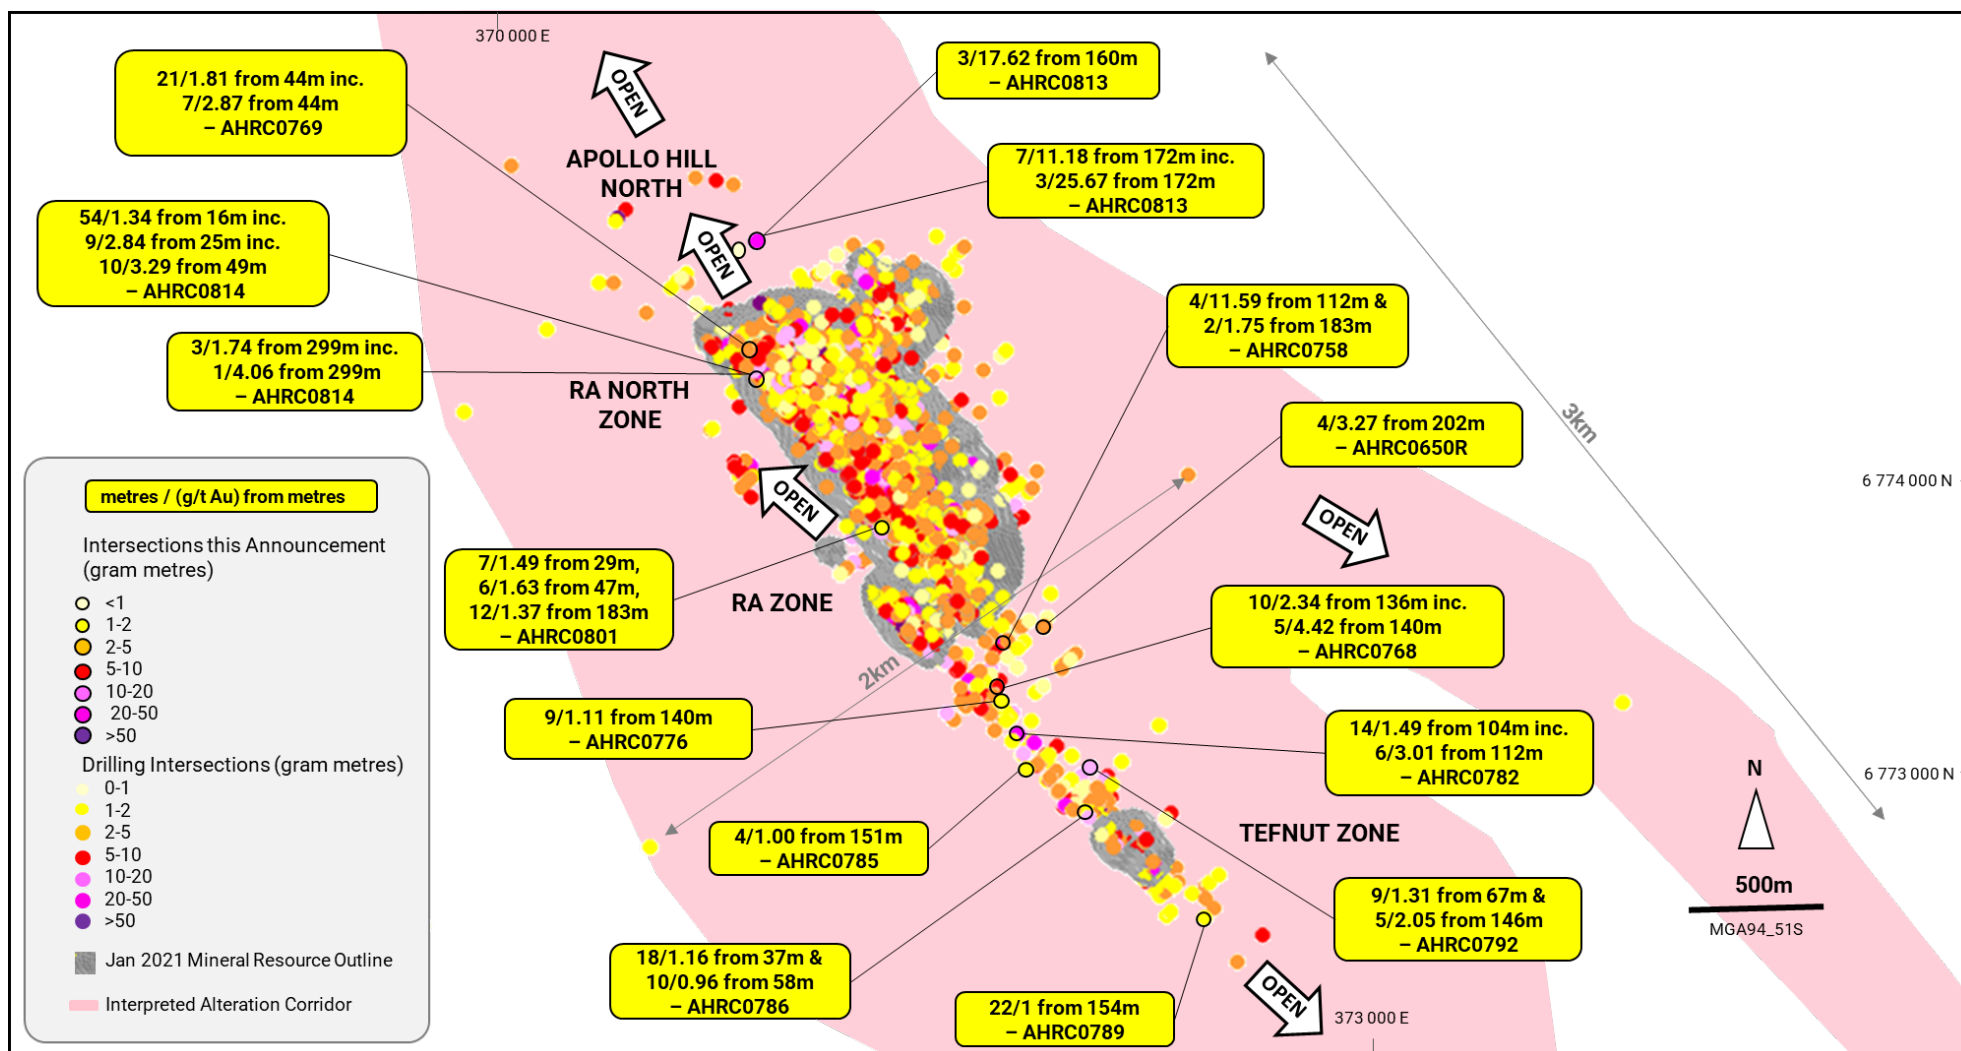 370 000 E
21/1.81 from 44m inc.
7/2.87 from 44m
– AHRC0769
OPEN
3/17.62 from 160m
– AHRC0813
APOLLO HILL
NORTH
7/11.18 from 172m inc.
3/25.67 from 172m
– AHRC0813
54/1.34 from 16m inc.
9/2.84 from 25m inc.
10/3.29 from 49m
– AHRC0814
OPEN
4/11.59 from 112m &
2/1.75 from 183m
– AHRC0758
3/1.74 from 299m inc.
1/4.06 from 299m
– AHRC0814
RA NORTH
ZONE
3km
4/3.27 from 202m
– AHRC0650R
6 774 000 N
OPEN
OPEN
metres / (g/t Au) from metres
Intersections this Announcement
(gram metres)
<1
1-2
2-5
5-10
10-20
20-50
>50
Drilling Intersections (gram metres)
0-1
1-2
2-5
5-10
10-20
20-50
>50
Jan 2021 Mineral Resource Outline
Interpreted Alteration Corridor
7/1.49 from 29m,
6/1.63 from 47m,
12/1.37 from 183m
– AHRC0801
RA ZONE
2km
10/2.34 from 136m inc.
5/4.42 from 140m
– AHRC0768
9/1.11 from 140m
– AHRC0776
14/1.49 from 104m inc.
6/3.01 from 112m
– AHRC0782
N
6 773 000 N
4/1.00 from 151m
– AHRC0785
TEFNUT ZONE
500m
MGA94_51S
9/1.31 from 67m &
5/2.05 from 146m
– AHRC0792
18/1.16 from 37m &
10/0.96 from 58m
– AHRC0786
22/1 from 154m
– AHRC0789
OPEN
373 000 E